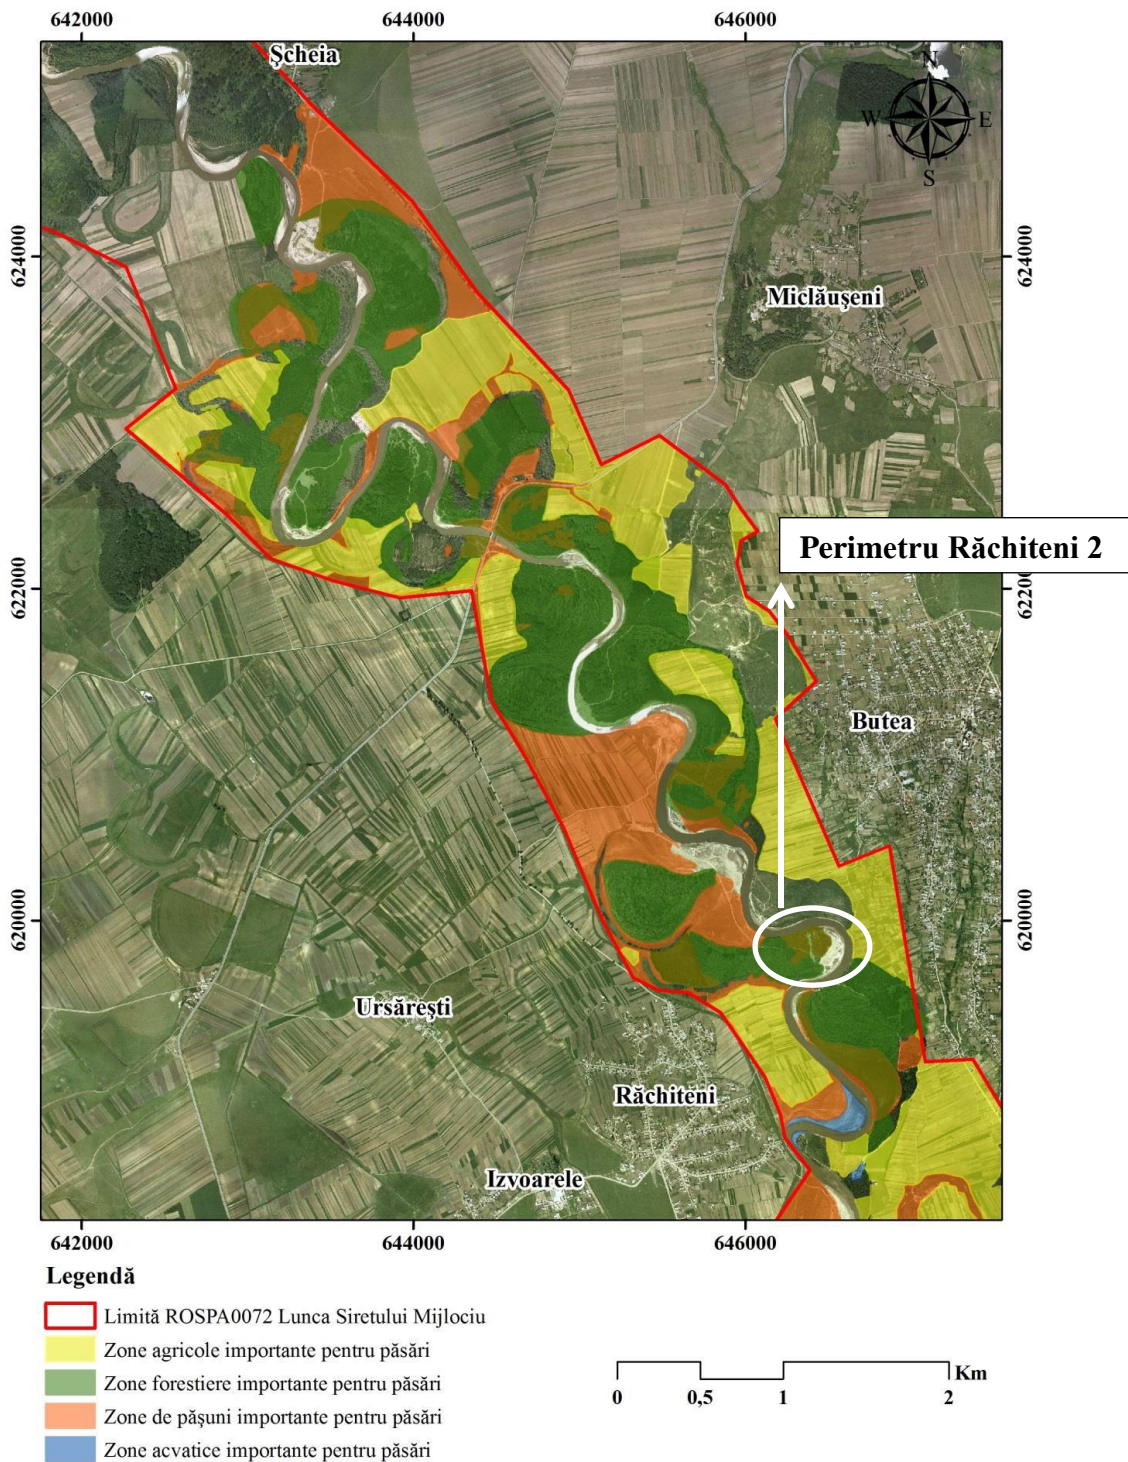 642000 644000 646000
Şcheia
N
W E
S
624000 624000
Miclăuşeni
Perimetru Răchiteni 2
622000 622000
Butea
620000 620000
Ursăreşti
Răchiteni
Izvoarele
642000 644000 646000
Legendă
Limită ROSPA0072 Lunca Siretului Mijlociu
Zone agricole importante pentru păsări
Zone forestiere importante pentru păsări
Zone de păşuni importante pentru păsări
Zone acvatice importante pentru păsări
Km
0 0,5 1 2